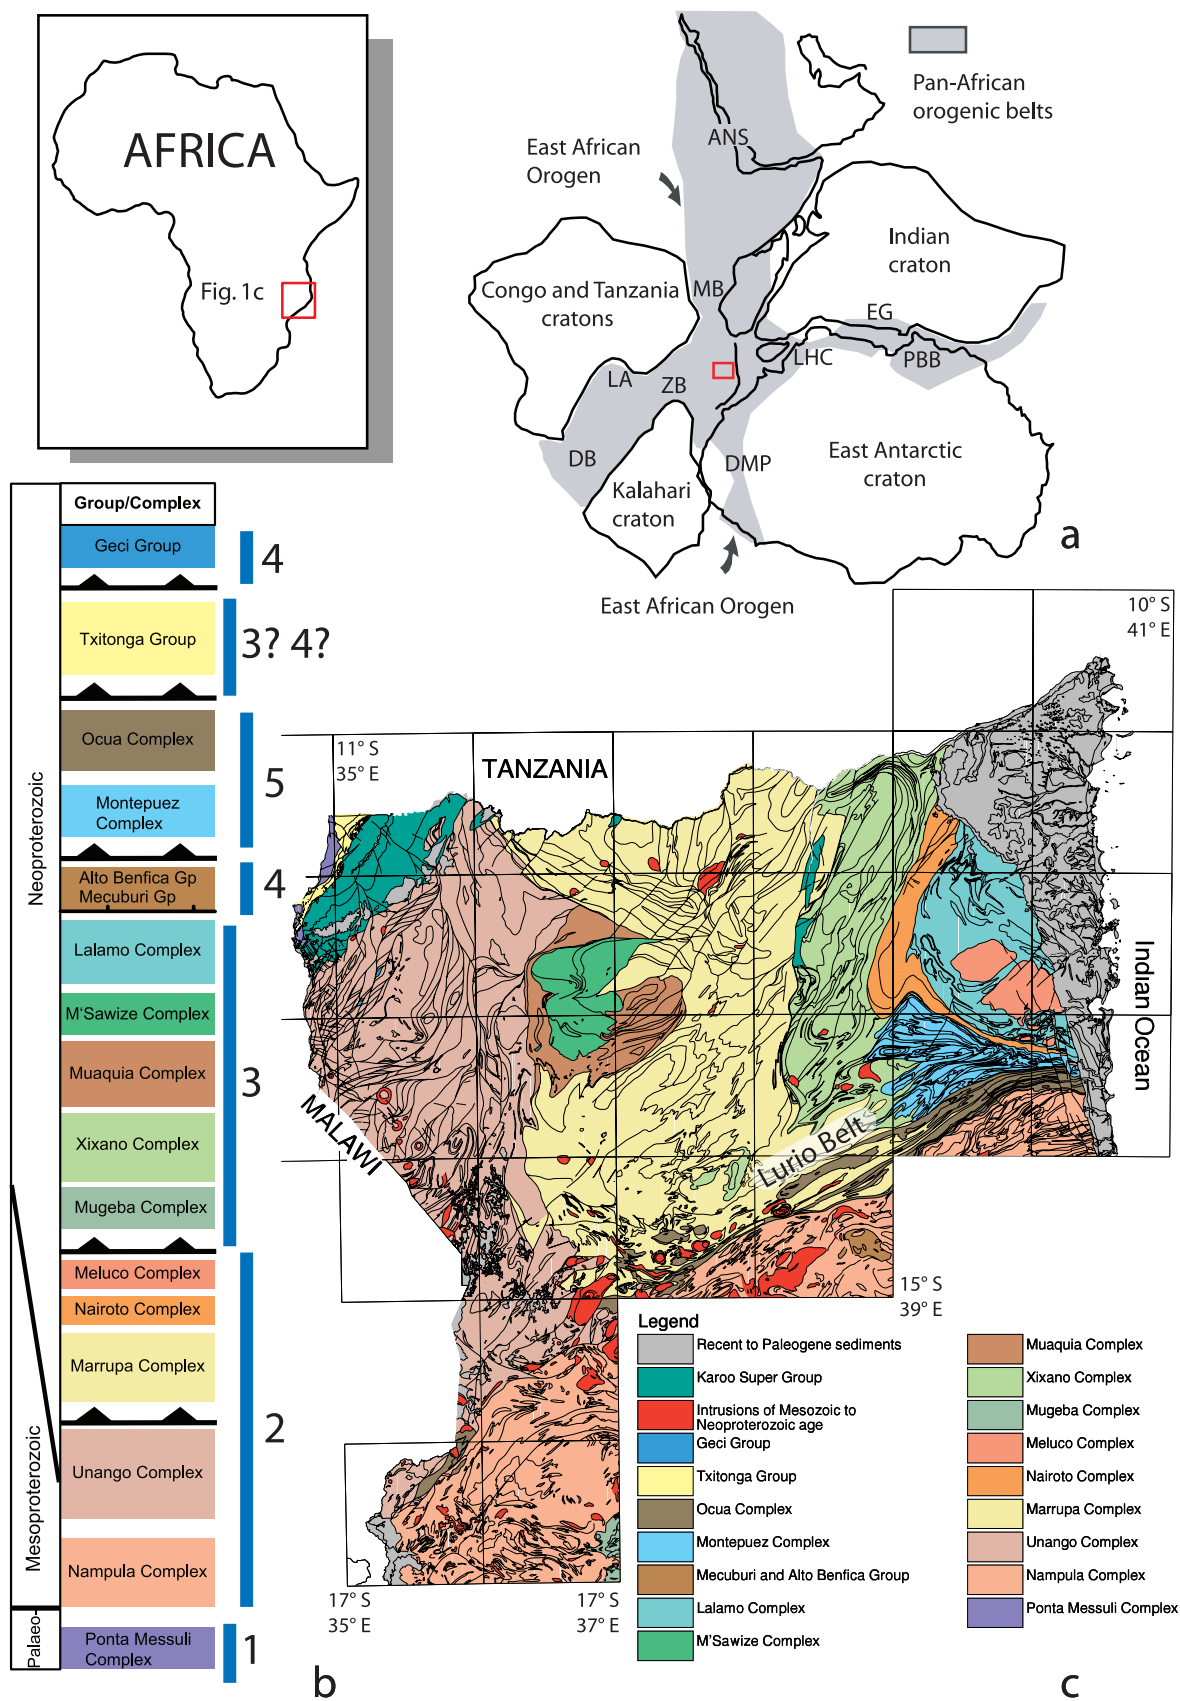 AFRICA
Fig. 1c
Pan-African
orogenic belts
ANS
East African
Orogen
Indian
craton
Congo and Tanzania
cratons
MB
EG
LHC
PBB
LA
ZB
DB
DMP
East Antarctic
craton
Kalahari
craton
a
East African Orogen
Group/Complex
Geci Group
4
Txitonga Group
3? 4?
Ocua Complex
Montepuez
Complex
5
Alto Benfica Gp
Mecuburi Gp
4
Lalamo Complex
M'Sawize Complex
Muaquia Complex
Xixano Complex
Mugeba Complex
3
Meluco Complex
Nairoto Complex
Marrupa Complex
Unango Complex
Nampula Complex
2
Ponta Messuli
Complex
1
Neoproterozoic
Mesoproterozoic
Palaeo-
b
10° S
41° E
11° S
35° E
TANZANIA
MALAWI
Lurio Belt
Indian Ocean
15° S
39° E
17° S
35° E
17° S
37° E
Legend
Recent to Paleogene sediments
Karoo Super Group
Intrusions of Mesozoic to
Neoproterozoic age
Geci Group
Txitonga Group
Ocua Complex
Montepuez Complex
Mecuburi and Alto Benfica Group
Lalamo Complex
M'Sawize Complex
Muaquia Complex
Xixano Complex
Mugeba Complex
Meluco Complex
Nairoto Complex
Marrupa Complex
Unango Complex
Nampula Complex
Ponta Messuli Complex
c